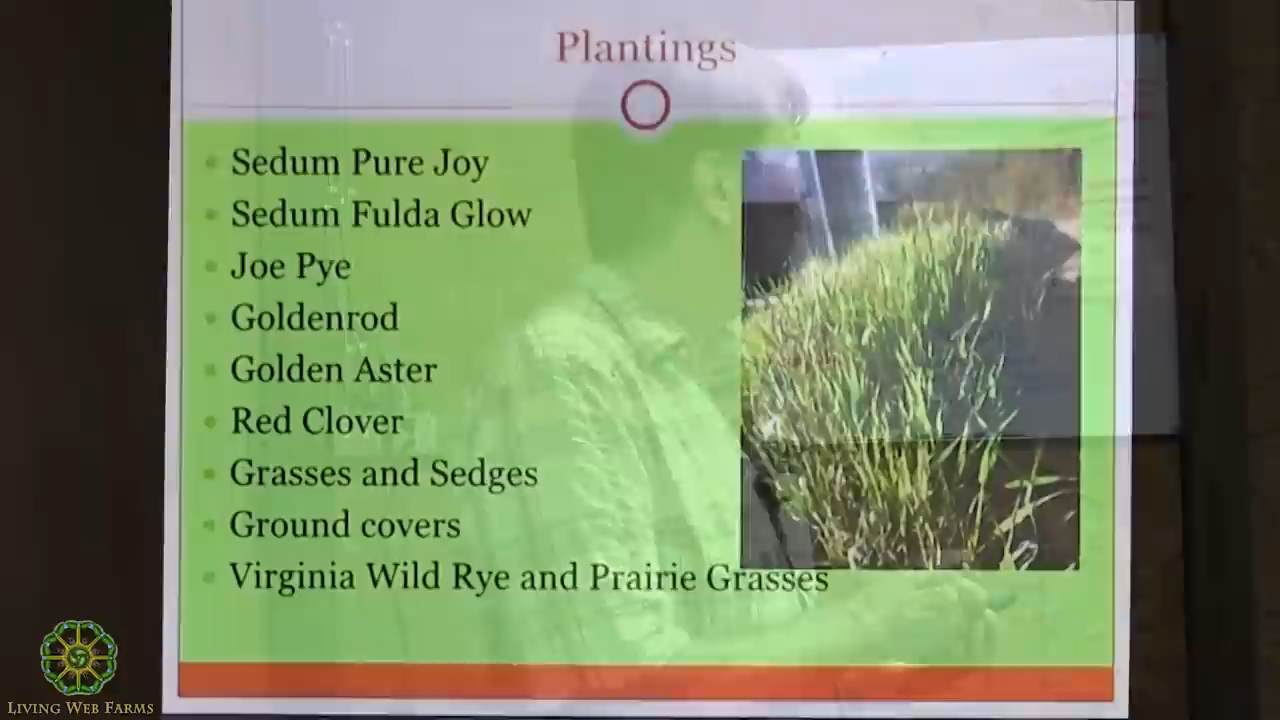 Plantings
Sedum Pure Joy
Sedum Fulda Glow
Joe Pye
Goldenrod
Golden Aster
Red Clover
Grasses and Sedges
Ground covers
Virginia Wild Rye and Prairie Grasses
LIVING WEB FARMS